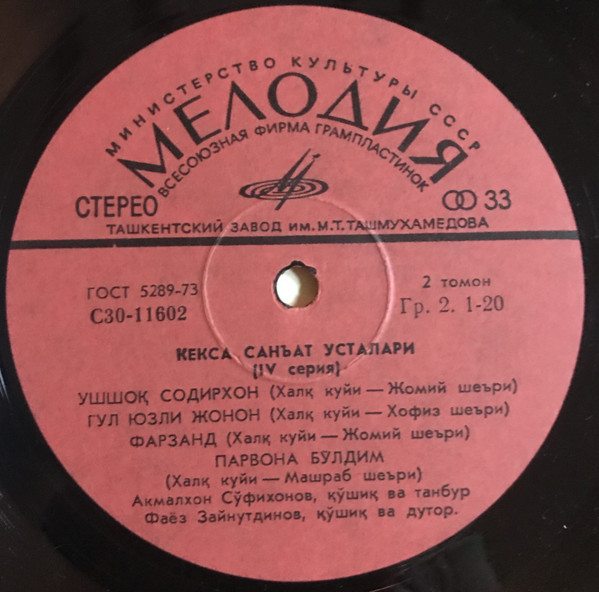 МИНИСТЕРСТВО КУЛЬТУРЫ СССР
МЕЛОДИЯ
ВСЕСОЮЗНАЯ ФИРМА ГРАМПЛАСТИНОК
СТЕРЕО
33
ТАШКЕНТСКИЙ ЗАВОД ИМ. М.Т. ТАШМУХАМЕДОВА
ГОСТ 5289-73
2 томон
С30-11602
Гр. 2. 1-20
КЕКСА САНЪАТ УСТАЛАРИ
(IV серия)
УШШОҚ СОДИРХОН (Халқ куйи — Жомий шеъри)
ГУЛ ЮЗЛИ ЖОНОН (Халқ куйи — Хофиз шеъри)
ФАРЗАНД (Халқ куйи — Жомий шеъри)
ПАРВОНА БУЛДИМ
(Халқ куйи — Машраб шеъри)
Акмалхон Сўфихонов, қўшиқ ва танбур
Фаёз Зайнутдинов, қўшиқ ва дутор.